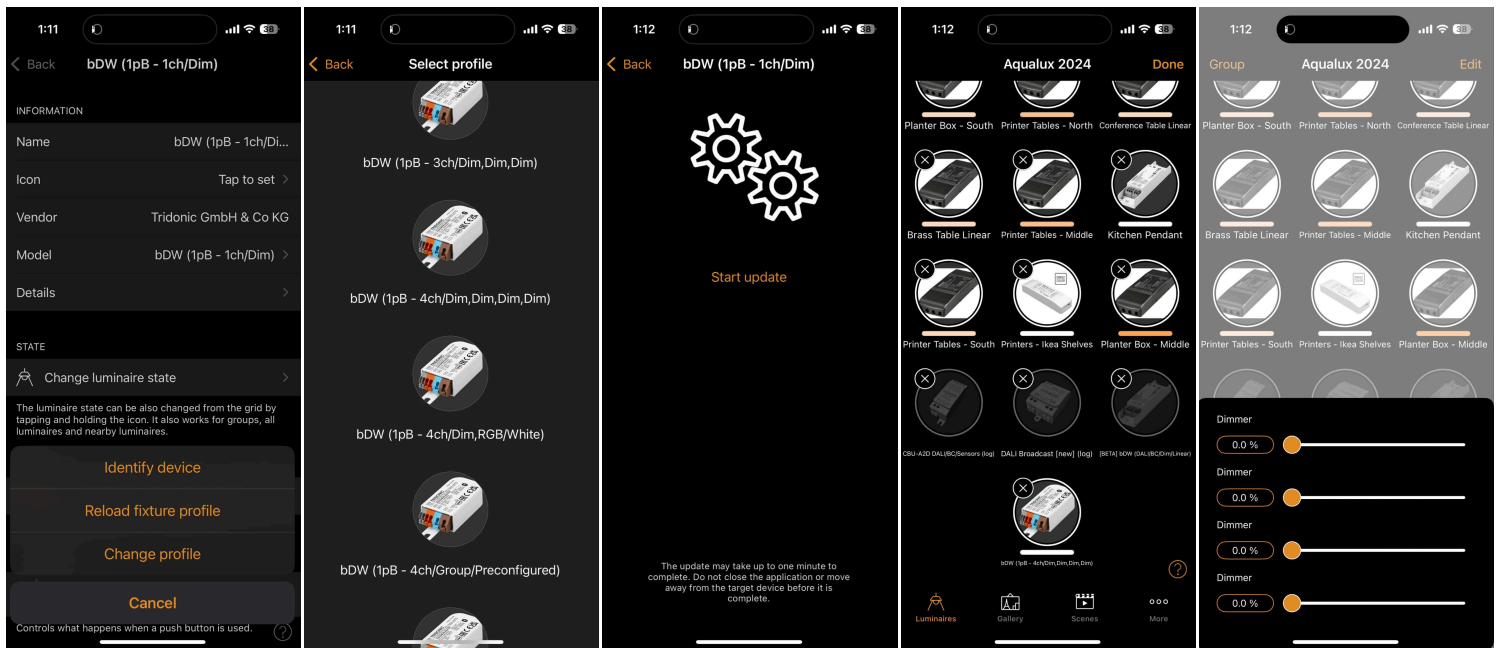 1:11
38
Back
bDW (1pB - 1ch/Dim)
INFORMATION
Name
bDW (1pB - 1ch/Di...
Icon
Tap to set
Vendor
Tridonic GmbH & Co KG
Model
bDW (1pB - 1ch/Dim)
Details
STATE
Change luminaire state
The luminaire state can be also changed from the grid by
tapping and holding the icon. It also works for groups, all
luminaires and nearby luminaires.
Identify device
Reload fixture profile
Change profile
Cancel
Controls what happens when a push button is used.
?
1:11
38
Back
Select profile
bDW (1pB - 3ch/Dim,Dim,Dim)
bDW (1pB - 4ch/Dim,Dim,Dim,Dim)
bDW (1pB - 4ch/Dim,RGB/White)
bDW (1pB - 4ch/Group/Preconfigured)
1:12
38
Back
bDW (1pB - 1ch/Dim)
Start update
The update may take up to one minute to
complete. Do not close the application or move
away from the target device before it is
complete.
1:12
38
Aqualux 2024
Done
Planter Box - South
Printer Tables - North
Conference Table Linear
Brass Table Linear
Printer Tables - Middle
Kitchen Pendant
Printer Tables - South
Printers - Ikea Shelves
Planter Box - Middle
CBU-A2D DALI/BC/Sensors (log)
DALI Broadcast [new] (log)
[BETA] bDW (DALI/BC/Dim/Linear)
bDW (1pB - 4ch/Dim,Dim,Dim,Dim)
?
Luminaires
Gallery
Scenes
More
1:12
38
Group
Aqualux 2024
Edit
Planter Box - South
Printer Tables - North
Conference Table Linear
Brass Table Linear
Printer Tables - Middle
Kitchen Pendant
Printer Tables - South
Printers - Ikea Shelves
Planter Box - Middle
Dimmer
0.0 %
Dimmer
0.0 %
Dimmer
0.0 %
Dimmer
0.0 %